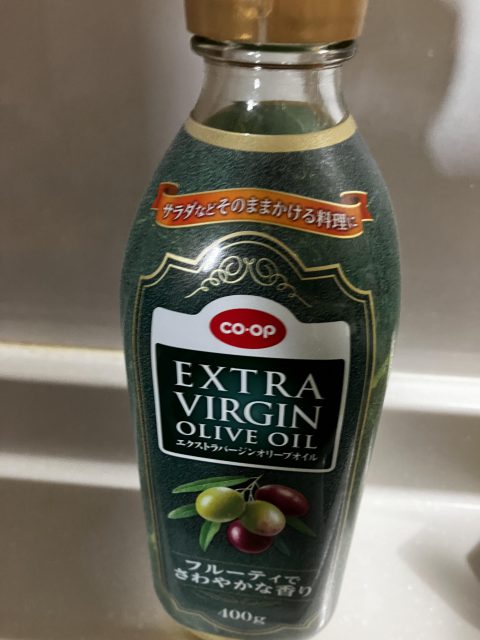 サラダなどそのままかける料理に
CO·OP
EXTRA
VIRGIN
OLIVE OIL
エクストラバージンオリーブオイル
フルーティで
さわやかな香り
400g